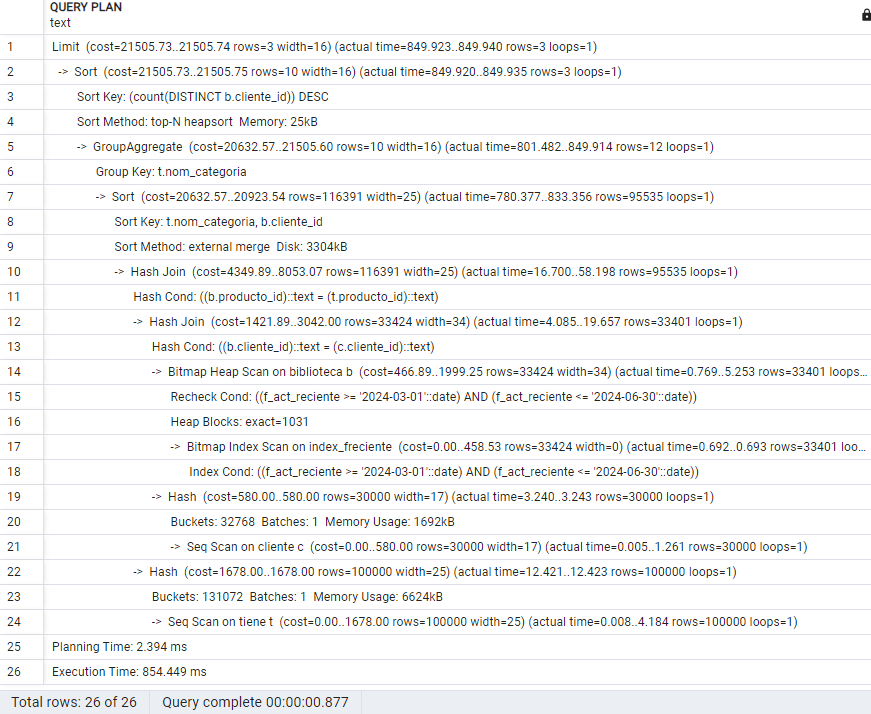 QUERY PLAN
text
1 Limit (cost=21505.73..21505.74 rows=3 width=16) (actual time=849.923..849.940 rows=3 loops=1)
2 -> Sort (cost=21505.73..21505.75 rows=10 width=16) (actual time=849.920..849.935 rows=3 loops=1)
3 Sort Key: (count(DISTINCT b.cliente_id)) DESC
4 Sort Method: top-N heapsort Memory: 25kB
5 -> GroupAggregate (cost=20632.57..21505.60 rows=10 width=16) (actual time=801.482..849.914 rows=12 loops=1)
6 Group Key: t.nom_categoria
7 -> Sort (cost=20632.57..20923.54 rows=116391 width=25) (actual time=780.377..833.356 rows=95535 loops=1)
8 Sort Key: t.nom_categoria, b.cliente_id
9 Sort Method: external merge Disk: 3304kB
10 -> Hash Join (cost=4349.89..8053.07 rows=116391 width=25) (actual time=16.700..58.198 rows=95535 loops=1)
11 Hash Cond: ((b.producto_id)::text = (t.producto_id)::text)
12 -> Hash Join (cost=1421.89..3042.00 rows=33424 width=34) (actual time=4.085..19.657 rows=33401 loops=1)
13 Hash Cond: ((b.cliente_id)::text = (c.cliente_id)::text)
14 -> Bitmap Heap Scan on biblioteca b (cost=466.89..1999.25 rows=33424 width=34) (actual time=0.769..5.253 rows=33401 loops...
15 Recheck Cond: ((f_act_reciente >= '2024-03-01'::date) AND (f_act_reciente <= '2024-06-30'::date))
16 Heap Blocks: exact=1031
17 -> Bitmap Index Scan on index_freciente (cost=0.00..458.53 rows=33424 width=0) (actual time=0.692..0.693 rows=33401 loo...
18 Index Cond: ((f_act_reciente >= '2024-03-01'::date) AND (f_act_reciente <= '2024-06-30'::date))
19 -> Hash (cost=580.00..580.00 rows=30000 width=17) (actual time=3.240..3.243 rows=30000 loops=1)
20 Buckets: 32768 Batches: 1 Memory Usage: 1692kB
21 -> Seq Scan on cliente c (cost=0.00..580.00 rows=30000 width=17) (actual time=0.005..1.261 rows=30000 loops=1)
22 -> Hash (cost=1678.00..1678.00 rows=100000 width=25) (actual time=12.421..12.423 rows=100000 loops=1)
23 Buckets: 131072 Batches: 1 Memory Usage: 6624kB
24 -> Seq Scan on tiene t (cost=0.00..1678.00 rows=100000 width=25) (actual time=0.008..4.184 rows=100000 loops=1)
25 Planning Time: 2.394 ms
26 Execution Time: 854.449 ms
Total rows: 26 of 26 Query complete 00:00:00.877